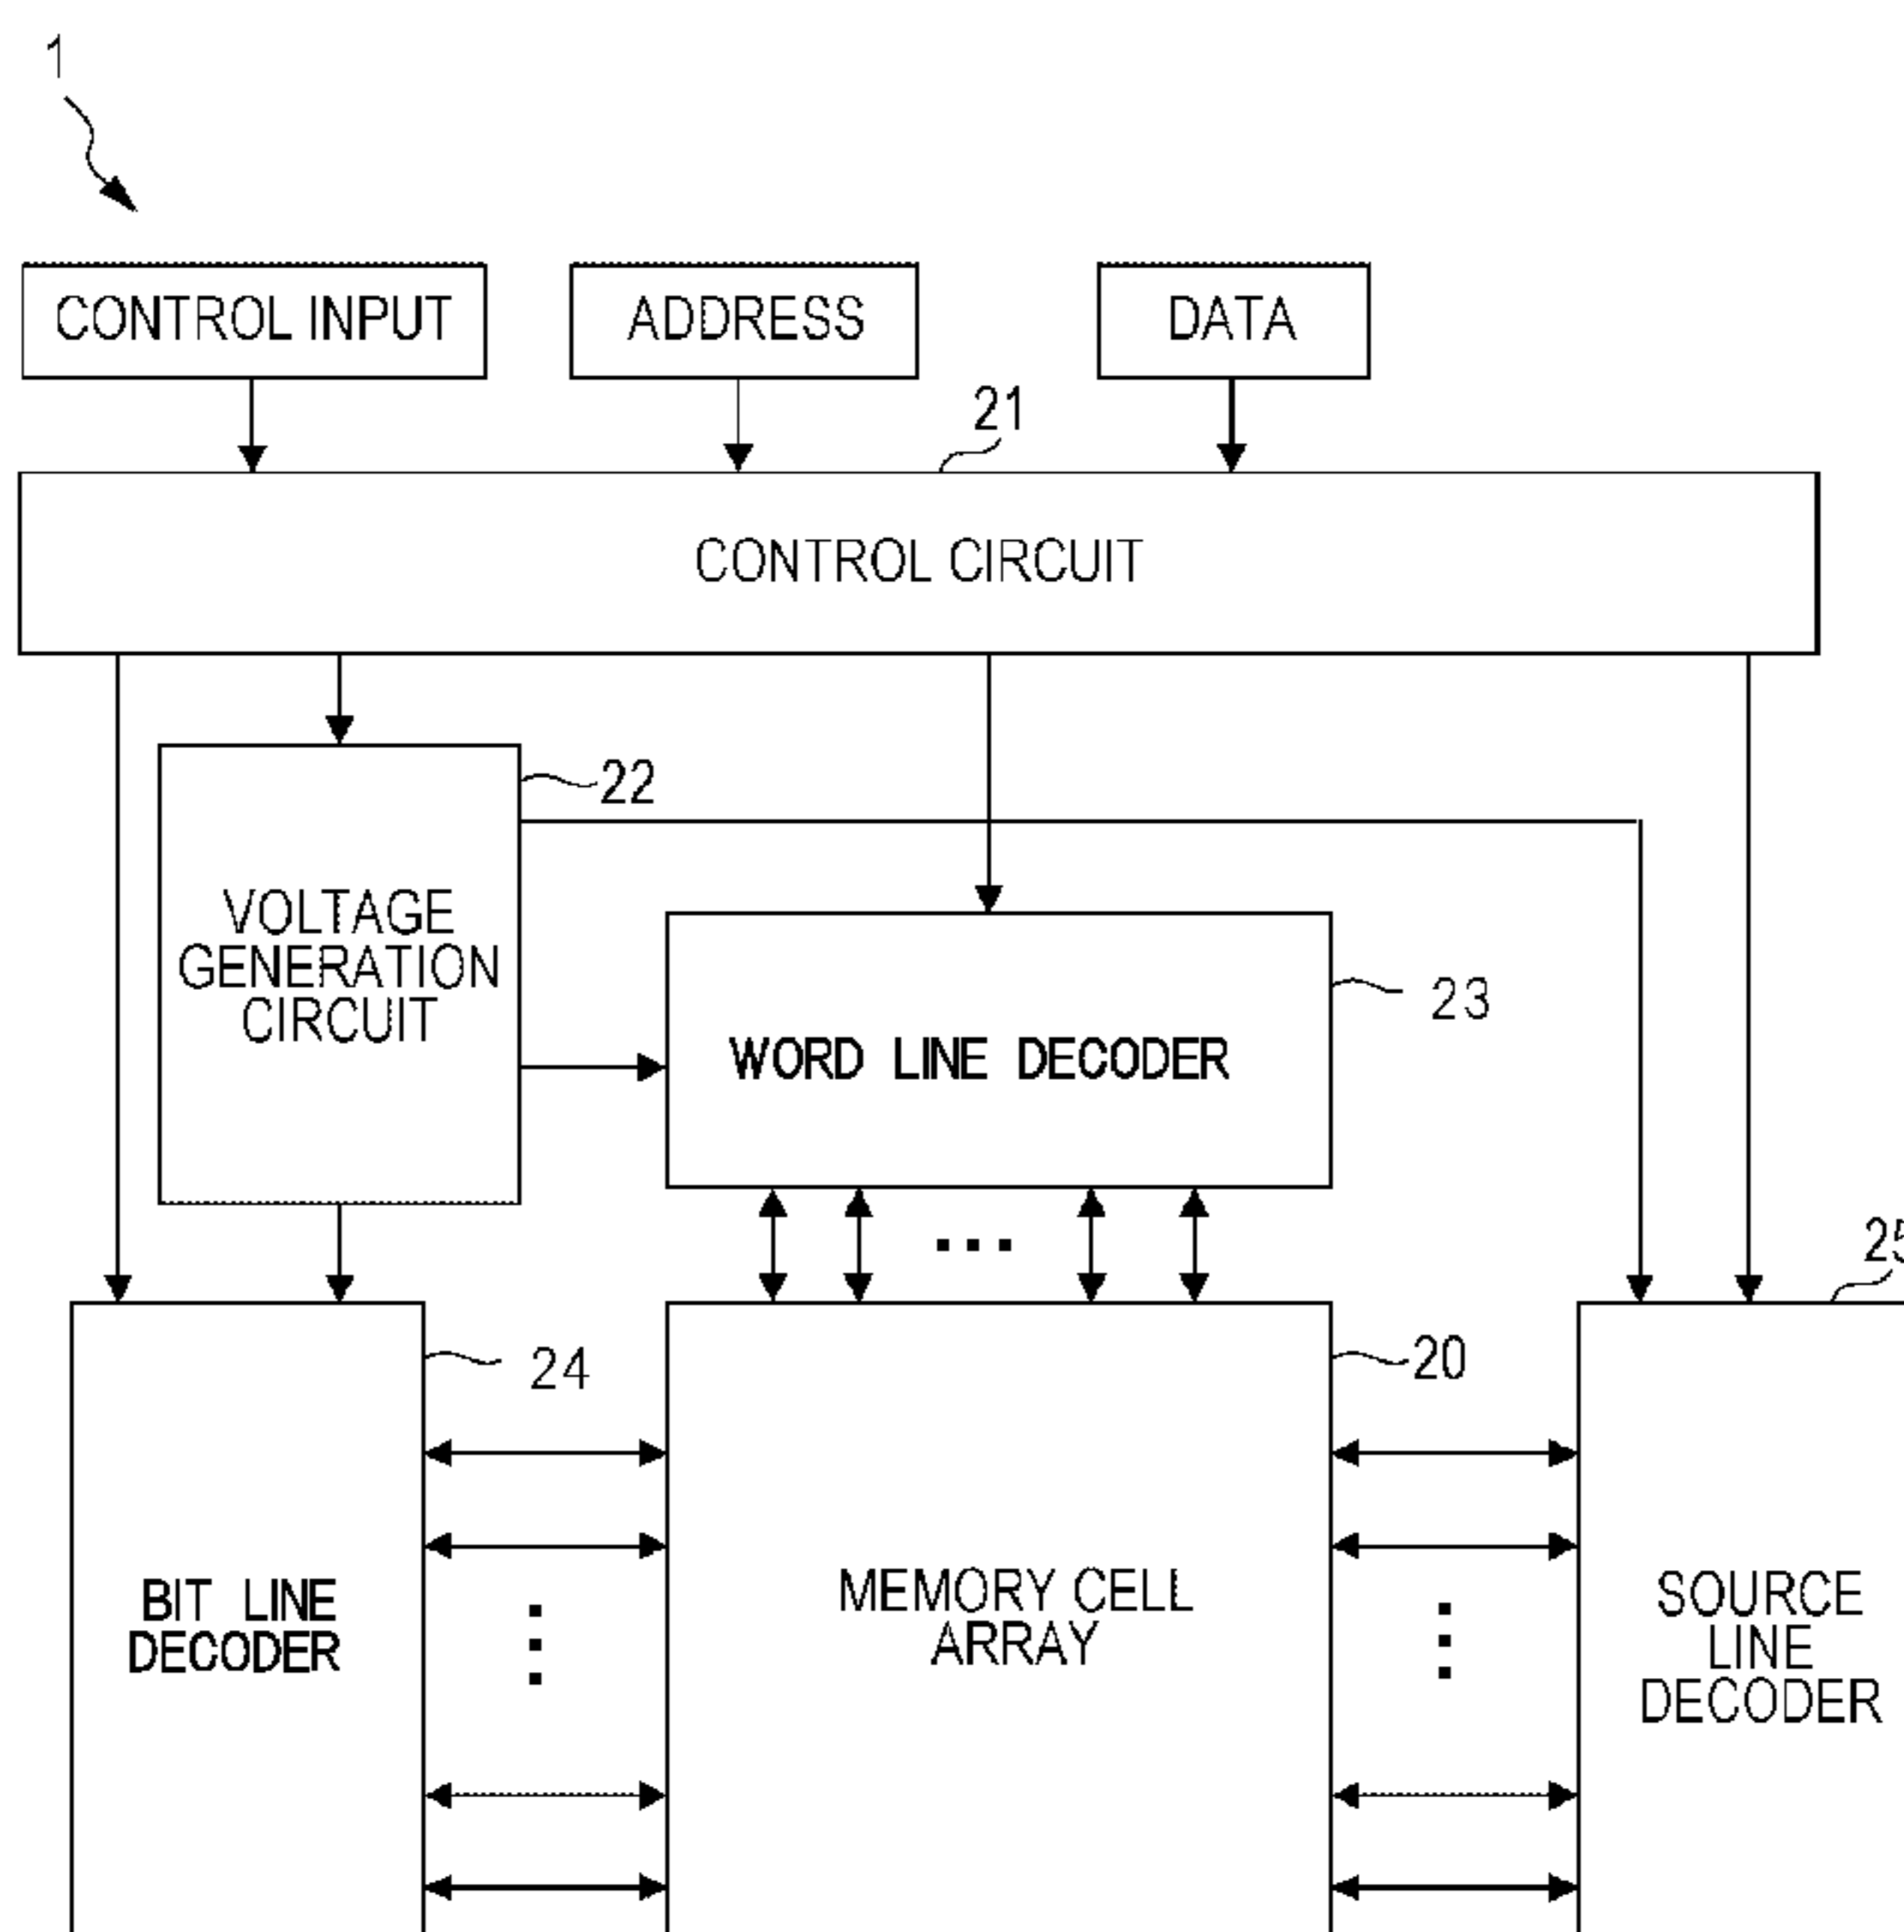 1
CONTROL INPUT
ADDRESS
DATA
21
CONTROL CIRCUIT
22
VOLTAGE
GENERATION
CIRCUIT
23
WORD LINE DECODER
25
24
20
BIT LINE
DECODER
MEMORY CELL
ARRAY
SOURCE
LINE
DECODER